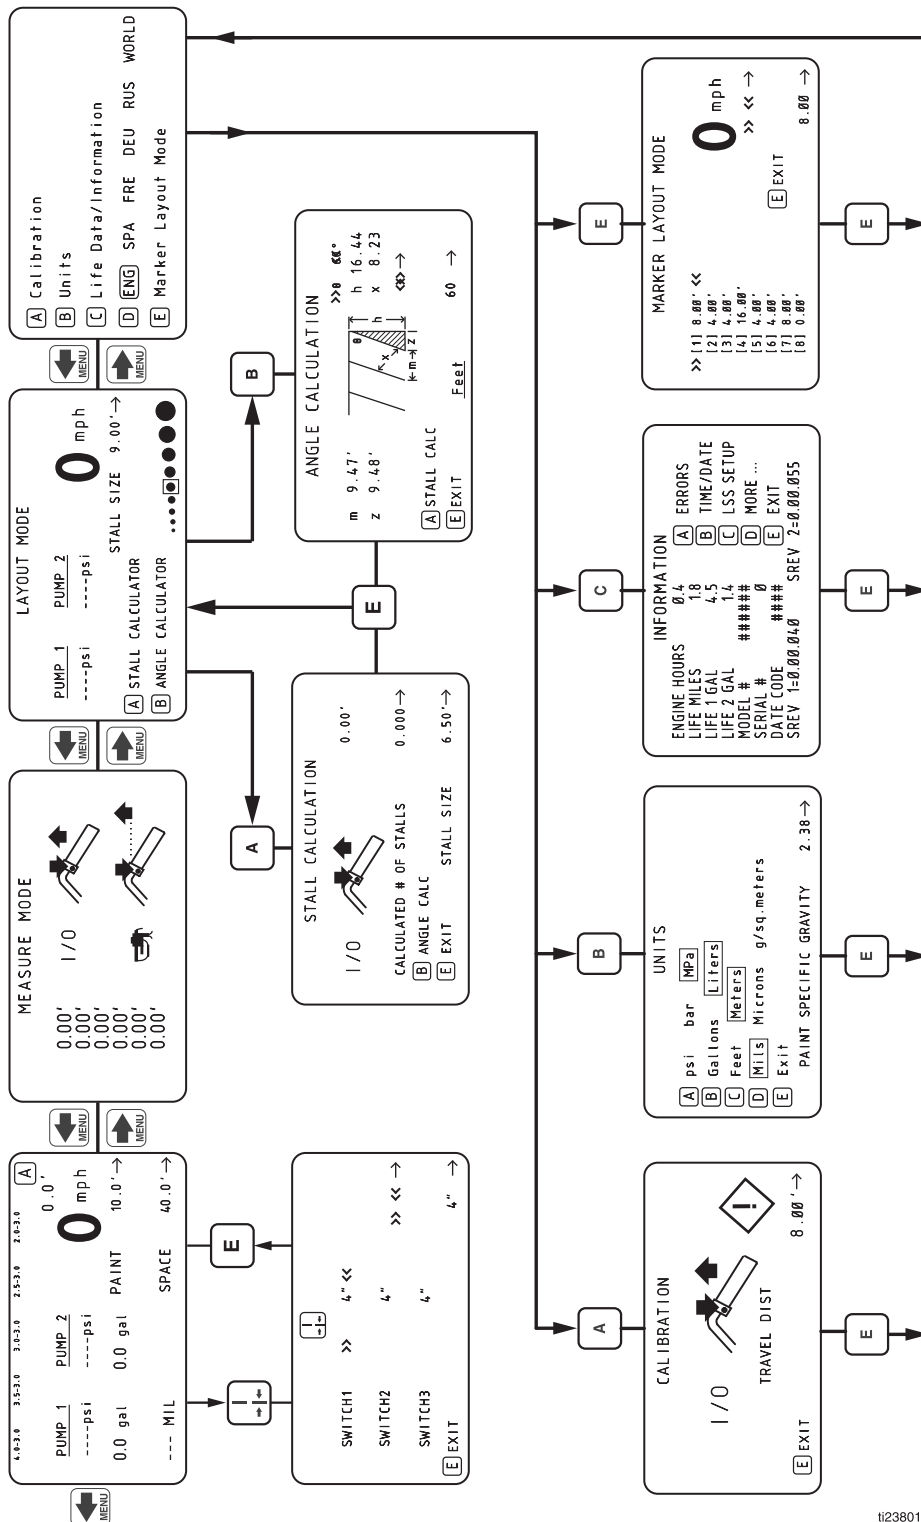 MENU
4.0-3.0 3.5-3.0 3.0-3.0 2.5-3.0 2.0-3.0
A
PUMP 1 PUMP 2 0.0'
----psi ----psi 0 mph
0.0 gal 0.0 gal PAINT 10.0'→
--- MIL SPACE 40.0'→
MENU
MENU
MEASURE MODE
0.00' I/O
0.00'
0.00'
0.00'
0.00'
0.00'
MENU
MENU
LAYOUT MODE
PUMP 1 PUMP 2
----psi ----psi 0 mph
STALL SIZE 9.00'→
A STALL CALCULATOR
B ANGLE CALCULATOR
MENU
MENU
A Calibration
B Units
C Life Data/Information
D ENG SPA FRE DEU RUS WORLD
E Marker Layout Mode
E
A
B
SWITCH1 >> 4" <<
SWITCH2 4" >> << →
SWITCH3 4" 4" →
E EXIT
STALL CALCULATION
I/O 0.00'
CALCULATED # OF STALLS 0.000→
B ANGLE CALC
E EXIT STALL SIZE 6.50'→
E
ANGLE CALCULATION
m 9.47' h 16.44
z 9.48' x 8.23
θ
h
x
m
z
A STALL CALC
E EXIT Feet 60 →
A
B
C
E
CALIBRATION
I/O
!
TRAVEL DIST 8.00'→
E EXIT
UNITS
A psi bar MPa
B Gallons Liters
C Feet Meters
D Mils Microns g/sq.meters
E Exit
PAINT SPECIFIC GRAVITY 2.38→
INFORMATION
ENGINE HOURS 0.4 A ERRORS
LIFE MILES 1.8 B TIME/DATE
LIFE 1 GAL 4.5 C LSS SETUP
LIFE 2 GAL 1.4 D MORE...
MODEL # ###### E EXIT
SERIAL # 0
DATE CODE ####
SREV 1=0.00.040 SREV 2=0.00.055
MARKER LAYOUT MODE
>> [1] 8.00' << 0 mph
[2] 4.00' >> << →
[3] 4.00'
[4] 16.00'
[5] 4.00' E EXIT
[6] 4.00'
[7] 8.00'
[8] 0.00' 8.00 →
E
E
E
E
ti23801